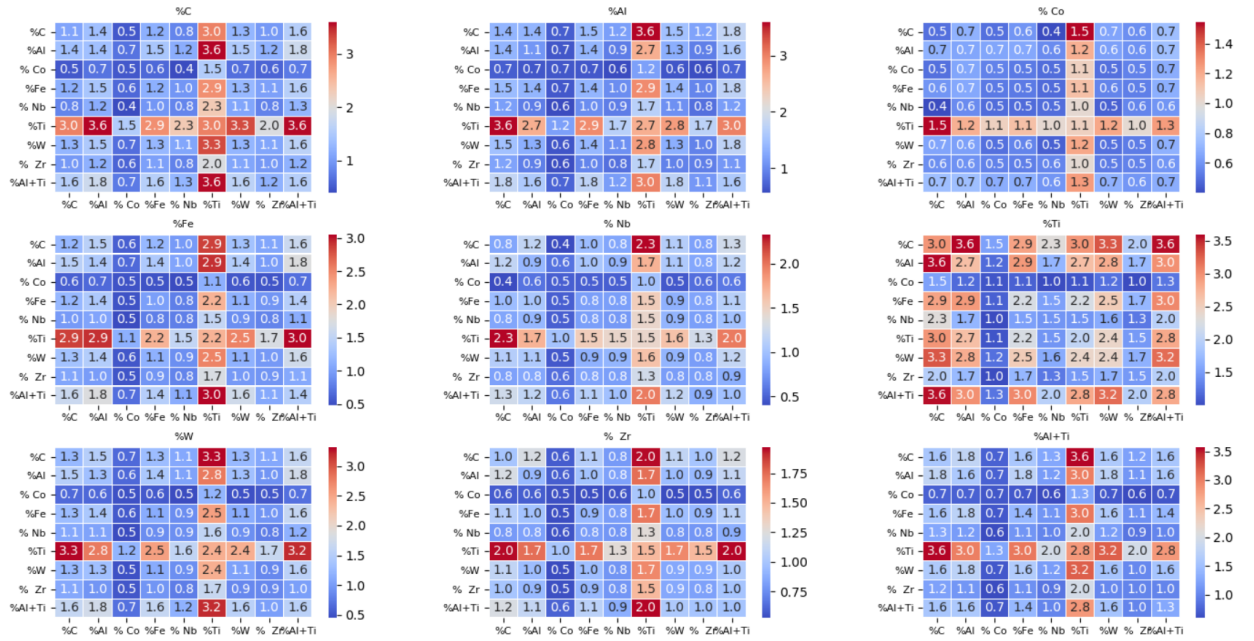 %C
%C 1.1 1.4 0.5 1.2 0.8 3.0 1.3 1.0 1.6
%Al 1.4 1.4 0.7 1.5 1.2 3.6 1.5 1.2 1.8
% Co 0.5 0.7 0.5 0.6 0.4 1.5 0.7 0.6 0.7
%Fe 1.2 1.5 0.6 1.2 1.0 2.9 1.3 1.1 1.6
% Nb 0.8 1.2 0.4 1.0 0.8 2.3 1.1 0.8 1.3
%Ti 3.0 3.6 1.5 2.9 2.3 3.0 3.3 2.0 3.6
%W 1.3 1.5 0.7 1.3 1.1 3.3 1.3 1.1 1.6
% Zr 1.0 1.2 0.6 1.1 0.8 2.0 1.1 1.0 1.2
%Al+Ti 1.6 1.8 0.7 1.6 1.3 3.6 1.6 1.2 1.6
%C %Al % Co %Fe % Nb %Ti %W % Zr %Al+Ti
3
2
1
%Al
%C 1.4 1.4 0.7 1.5 1.2 3.6 1.5 1.2 1.8
%Al 1.4 1.1 0.7 1.4 0.9 2.7 1.3 0.9 1.6
% Co 0.7 0.7 0.7 0.7 0.6 1.2 0.6 0.6 0.7
%Fe 1.5 1.4 0.7 1.4 1.0 2.9 1.4 1.0 1.8
% Nb 1.2 0.9 0.6 1.0 0.9 1.7 1.1 0.8 1.2
%Ti 3.6 2.7 1.2 2.9 1.7 2.7 2.8 1.7 3.0
%W 1.5 1.3 0.6 1.4 1.1 2.8 1.3 1.0 1.8
% Zr 1.2 0.9 0.6 1.0 0.8 1.7 1.0 0.9 1.1
%Al+Ti 1.8 1.6 0.7 1.8 1.2 3.0 1.8 1.1 1.6
%C %Al % Co %Fe % Nb %Ti %W % Zr %Al+Ti
3
2
1
% Co
%C 0.5 0.7 0.5 0.6 0.4 1.5 0.7 0.6 0.7
%Al 0.7 0.7 0.7 0.7 0.6 1.2 0.6 0.6 0.7
% Co 0.5 0.7 0.5 0.5 0.5 1.1 0.5 0.5 0.7
%Fe 0.6 0.7 0.5 0.5 0.5 1.1 0.6 0.5 0.7
% Nb 0.4 0.6 0.5 0.5 0.5 1.0 0.5 0.6 0.6
%Ti 1.5 1.2 1.1 1.1 1.0 1.1 1.2 1.0 1.3
%W 0.7 0.6 0.5 0.6 0.5 1.2 0.5 0.5 0.7
% Zr 0.6 0.6 0.5 0.5 0.5 1.0 0.5 0.5 0.6
%Al+Ti 0.7 0.7 0.7 0.7 0.6 1.3 0.7 0.6 0.7
%C %Al % Co %Fe % Nb %Ti %W % Zr %Al+Ti
1.4
1.2
1.0
0.8
0.6
%Fe
%C 1.2 1.5 0.6 1.2 1.0 2.9 1.3 1.1 1.6
%Al 1.5 1.4 0.7 1.4 1.0 2.9 1.4 1.0 1.8
% Co 0.6 0.7 0.5 0.5 0.5 1.1 0.6 0.5 0.7
%Fe 1.2 1.4 0.5 1.0 0.8 2.2 1.1 0.9 1.4
% Nb 1.0 1.0 0.5 0.8 0.8 1.5 0.9 0.8 1.1
%Ti 2.9 2.9 1.1 2.2 1.5 2.2 2.5 1.7 3.0
%W 1.3 1.4 0.6 1.1 0.9 2.5 1.1 1.0 1.6
% Zr 1.1 1.0 0.5 0.9 0.8 1.7 1.0 0.9 1.1
%Al+Ti 1.6 1.8 0.7 1.4 1.1 3.0 1.6 1.1 1.4
%C %Al % Co %Fe % Nb %Ti %W % Zr %Al+Ti
3.0
2.5
2.0
1.5
1.0
0.5
% Nb
%C 0.8 1.2 0.4 1.0 0.8 2.3 1.1 0.8 1.3
%Al 1.2 0.9 0.6 1.0 0.9 1.7 1.1 0.8 1.2
% Co 0.4 0.6 0.5 0.5 0.5 1.0 0.5 0.6 0.6
%Fe 1.0 1.0 0.5 0.8 0.8 1.5 0.9 0.8 1.1
% Nb 0.8 0.9 0.5 0.8 0.8 1.5 0.9 0.8 1.0
%Ti 2.3 1.7 1.0 1.5 1.5 1.5 1.6 1.3 2.0
%W 1.1 1.1 0.5 0.9 0.9 1.6 0.9 0.8 1.2
% Zr 0.8 0.8 0.6 0.8 0.8 1.3 0.8 0.8 0.9
%Al+Ti 1.3 1.2 0.6 1.1 1.0 2.0 1.2 0.9 1.0
%C %Al % Co %Fe % Nb %Ti %W % Zr %Al+Ti
2.0
1.5
1.0
0.5
%Ti
%C 3.0 3.6 1.5 2.9 2.3 3.0 3.3 2.0 3.6
%Al 3.6 2.7 1.2 2.9 1.7 2.7 2.8 1.7 3.0
% Co 1.5 1.2 1.1 1.1 1.0 1.1 1.2 1.0 1.3
%Fe 2.9 2.9 1.1 2.2 1.5 2.2 2.5 1.7 3.0
% Nb 2.3 1.7 1.0 1.5 1.5 1.5 1.6 1.3 2.0
%Ti 3.0 2.7 1.1 2.2 1.5 2.0 2.4 1.5 2.8
%W 3.3 2.8 1.2 2.5 1.6 2.4 2.4 1.7 3.2
% Zr 2.0 1.7 1.0 1.7 1.3 1.5 1.7 1.5 2.0
%Al+Ti 3.6 3.0 1.3 3.0 2.0 2.8 3.2 2.0 2.8
%C %Al % Co %Fe % Nb %Ti %W % Zr %Al+Ti
3.5
3.0
2.5
2.0
1.5
%W
%C 1.3 1.5 0.7 1.3 1.1 3.3 1.3 1.1 1.6
%Al 1.5 1.3 0.6 1.4 1.1 2.8 1.3 1.0 1.8
% Co 0.7 0.6 0.5 0.6 0.5 1.2 0.5 0.5 0.7
%Fe 1.3 1.4 0.6 1.1 0.9 2.5 1.1 1.0 1.6
% Nb 1.1 1.1 0.5 0.9 0.9 1.6 0.9 0.8 1.2
%Ti 3.3 2.8 1.2 2.5 1.6 2.4 2.4 1.7 3.2
%W 1.3 1.3 0.5 1.1 0.9 2.4 1.1 0.9 1.6
% Zr 1.1 1.0 0.5 1.0 0.8 1.7 0.9 0.9 1.0
%Al+Ti 1.6 1.8 0.7 1.6 1.2 3.2 1.6 1.0 1.6
%C %Al % Co %Fe % Nb %Ti %W % Zr %Al+Ti
3.0
2.5
2.0
1.5
1.0
0.5
% Zr
%C 1.0 1.2 0.6 1.1 0.8 2.0 1.1 1.0 1.2
%Al 1.2 0.9 0.6 1.0 0.8 1.7 1.0 0.9 1.1
% Co 0.6 0.6 0.5 0.5 0.6 1.0 0.5 0.5 0.6
%Fe 1.1 1.0 0.5 0.9 0.8 1.7 1.0 0.9 1.1
% Nb 0.8 0.8 0.6 0.8 0.8 1.3 0.8 0.8 0.9
%Ti 2.0 1.7 1.0 1.7 1.3 1.5 1.7 1.5 2.0
%W 1.1 1.0 0.5 1.0 0.8 1.7 0.9 0.9 1.0
% Zr 1.0 0.9 0.5 0.9 0.8 1.5 0.9 0.9 1.0
%Al+Ti 1.2 1.1 0.6 1.1 0.9 2.0 1.0 1.0 1.0
%C %Al % Co %Fe % Nb %Ti %W % Zr %Al+Ti
1.75
1.50
1.25
1.00
0.75
%Al+Ti
%C 1.6 1.8 0.7 1.6 1.3 3.6 1.6 1.2 1.6
%Al 1.8 1.6 0.7 1.8 1.2 3.0 1.8 1.1 1.6
% Co 0.7 0.7 0.7 0.7 0.6 1.3 0.7 0.6 0.7
%Fe 1.6 1.8 0.7 1.4 1.1 3.0 1.6 1.1 1.4
% Nb 1.3 1.2 0.6 1.1 1.0 2.0 1.2 0.9 1.0
%Ti 3.6 3.0 1.3 3.0 2.0 2.8 3.2 2.0 2.8
%W 1.6 1.8 0.7 1.6 1.2 3.2 1.6 1.0 1.6
% Zr 1.2 1.1 0.6 1.1 0.9 2.0 1.0 1.0 1.0
%Al+Ti 1.6 1.6 0.7 1.4 1.0 2.8 1.6 1.0 1.3
%C %Al % Co %Fe % Nb %Ti %W % Zr %Al+Ti
3.5
3.0
2.5
2.0
1.5
1.0